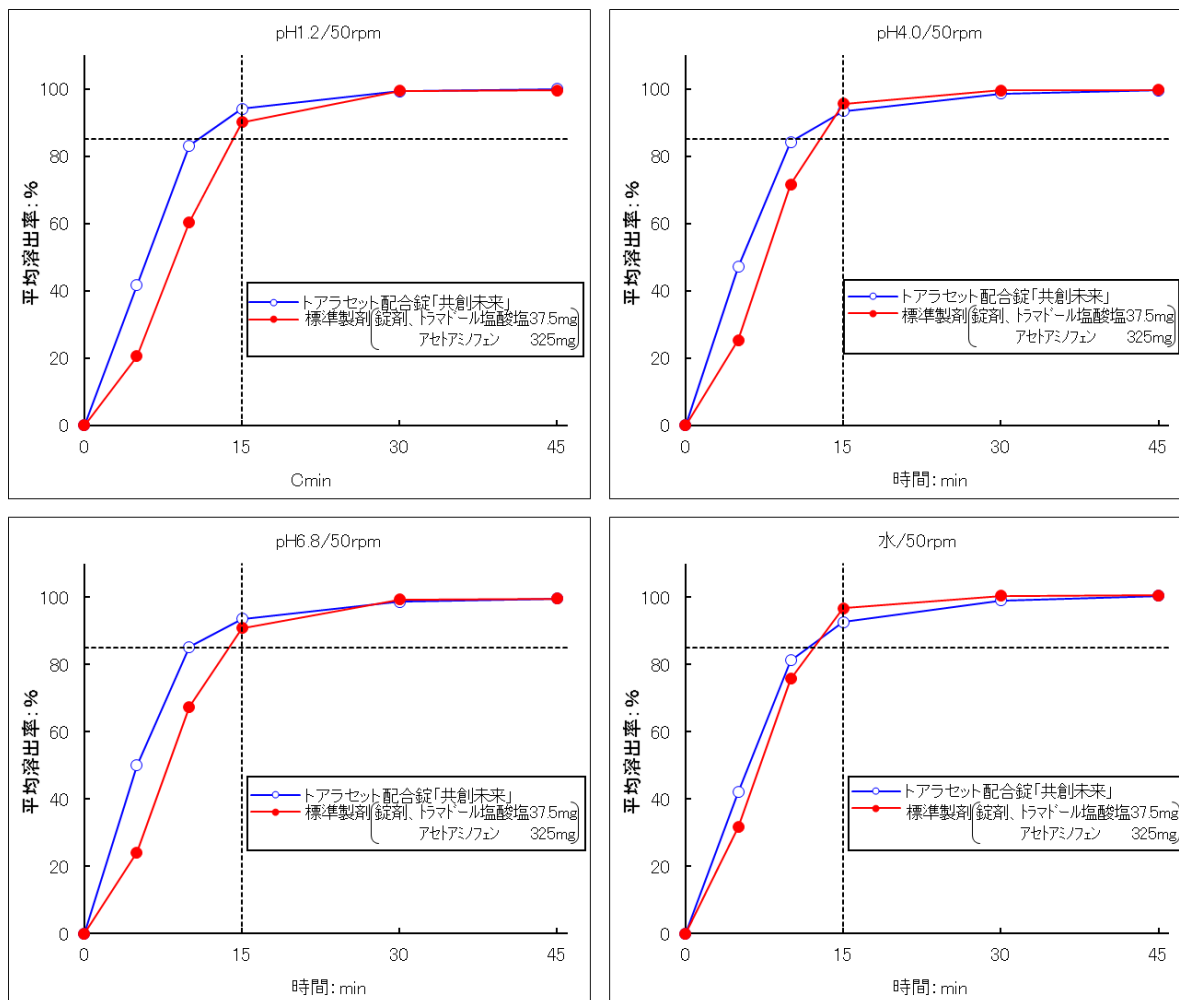 pH1.2/50rpm
平均溶出率:%
100
80
60
40
20
0
0 15 30 45
Cmin
トアラセット配合錠「共創未来」
標準製剤(錠剤、トラマドール塩酸塩37.5mg
アセトアミノフェン 325mg)
pH4.0/50rpm
平均溶出率:%
100
80
60
40
20
0
0 15 30 45
時間:min
トアラセット配合錠「共創未来」
標準製剤(錠剤、トラマドール塩酸塩37.5mg
アセトアミノフェン 325mg)
pH6.8/50rpm
平均溶出率:%
100
80
60
40
20
0
0 15 30 45
時間:min
トアラセット配合錠「共創未来」
標準製剤(錠剤、トラマドール塩酸塩37.5mg
アセトアミノフェン 325mg)
水/50rpm
平均溶出率:%
100
80
60
40
20
0
0 15 30 45
時間:min
トアラセット配合錠「共創未来」
標準製剤(錠剤、トラマドール塩酸塩37.5mg
アセトアミノフェン 325mg)